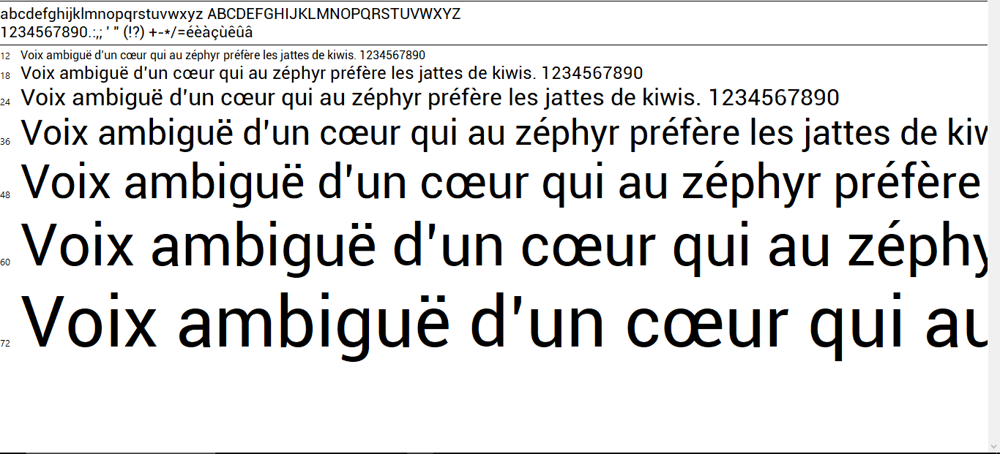 abcdefghijklmnopqrstuvwxyz ABCDEFGHIJKLMNOPQRSTUVWXYZ
1234567890.:,; ' " (!?) +-*/=éèàçùêûâ
12 Voix ambiguë d'un cœur qui au zéphyr préfère les jattes de kiwis. 1234567890
18 Voix ambiguë d'un cœur qui au zéphyr préfère les jattes de kiwis. 1234567890
24 Voix ambiguë d'un cœur qui au zéphyr préfère les jattes de kiwis. 1234567890
36 Voix ambiguë d'un cœur qui au zéphyr préfère les jattes de kiw
48 Voix ambiguë d'un cœur qui au zéphyr préfère
60 Voix ambiguë d'un cœur qui au zéphy
72 Voix ambiguë d'un cœur qui au